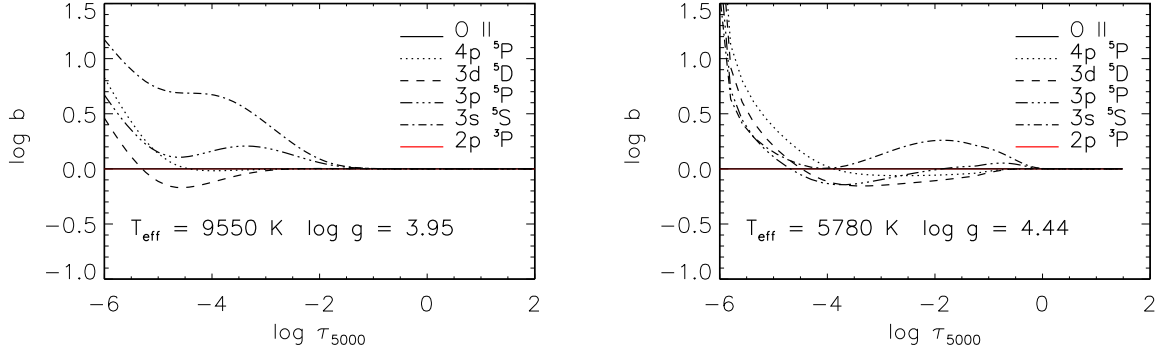 1.5
1.0
0.5
0.0
−0.5
−1.0
log b
O II
4p ⁵P
3d ⁵D
3p ⁵P
3s ⁵S
2p ³P
T_eff = 9550 K log g = 3.95
−6 −4 −2 0 2
log τ_5000
1.5
1.0
0.5
0.0
−0.5
−1.0
log b
O II
4p ⁵P
3d ⁵D
3p ⁵P
3s ⁵S
2p ³P
T_eff = 5780 K log g = 4.44
−6 −4 −2 0 2
log τ_5000